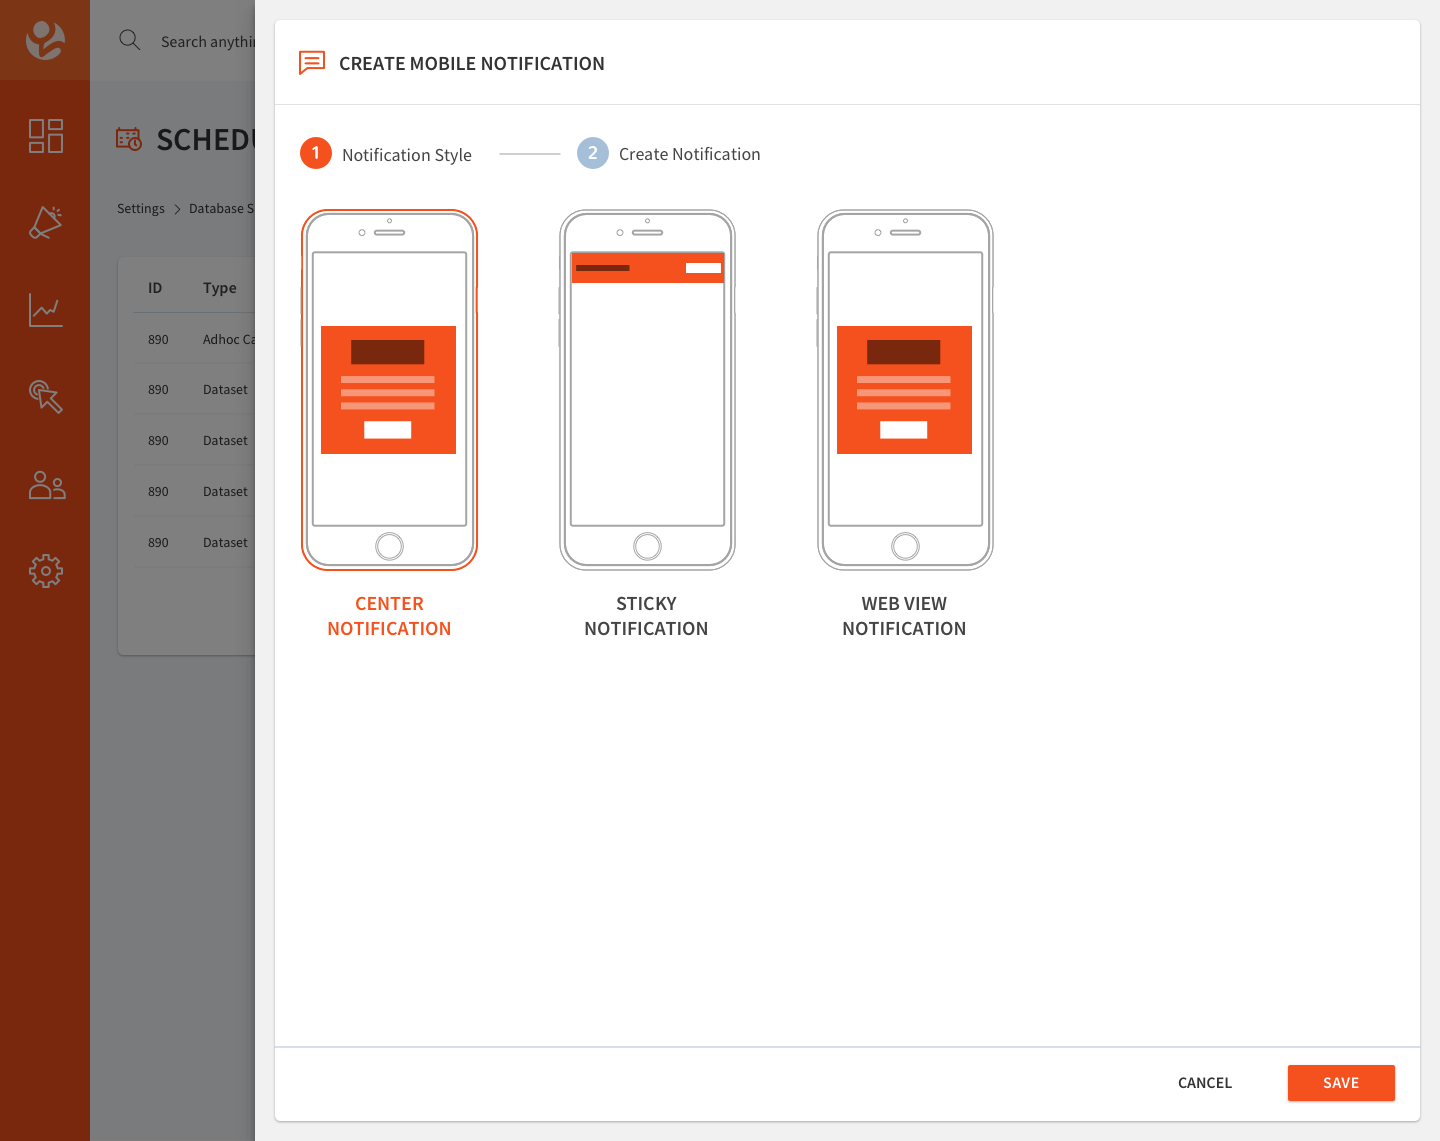 Search anythin
CREATE MOBILE NOTIFICATION
SCHEDU
1 Notification Style
2 Create Notification
Settings > Database S
ID Type
890 Adhoc Ca
890 Dataset
890 Dataset
890 Dataset
890 Dataset
CENTER
NOTIFICATION
STICKY
NOTIFICATION
WEB VIEW
NOTIFICATION
CANCEL
SAVE